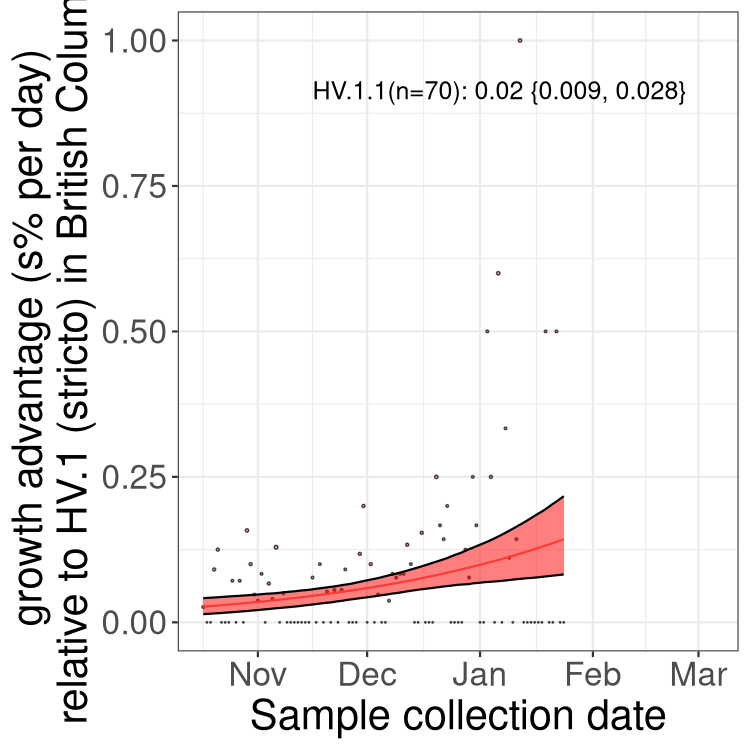 growth advantage (s% per day)
relative to HV.1 (stricto) in British Colum
1.00
0.75
0.50
0.25
0.00
HV.1.1(n=70): 0.02 {0.009, 0.028}
Nov Dec Jan Feb Mar
Sample collection date